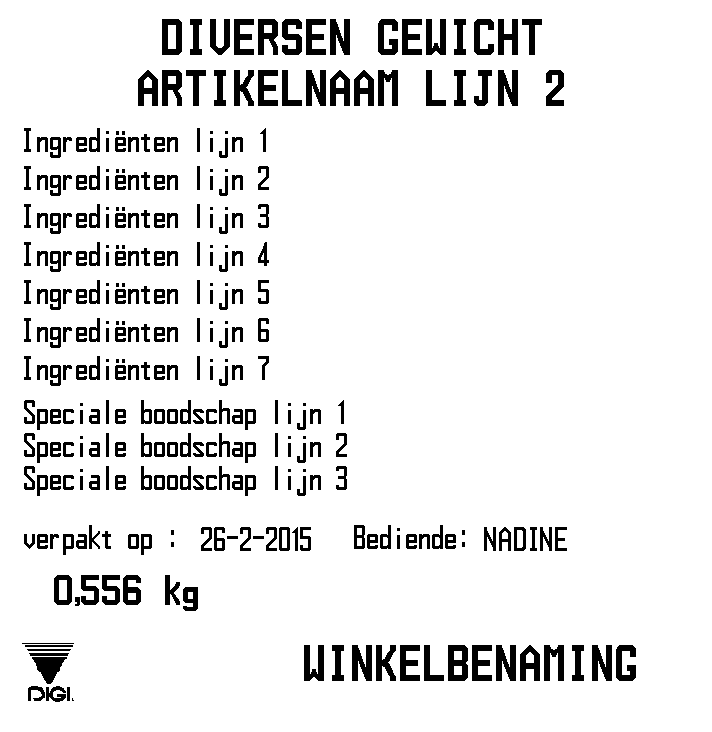 DIVERSEN GEWICHT
ARTIKELNAAM LIJN 2
Ingrediënten lijn 1
Ingrediënten lijn 2
Ingrediënten lijn 3
Ingrediënten lijn 4
Ingrediënten lijn 5
Ingrediënten lijn 6
Ingrediënten lijn 7
Speciale boodschap lijn 1
Speciale boodschap lijn 2
Speciale boodschap lijn 3
verpakt op : 26-2-2015 Bediende: NADINE
0,556 kg
WINKELBENAMING
DIGI.